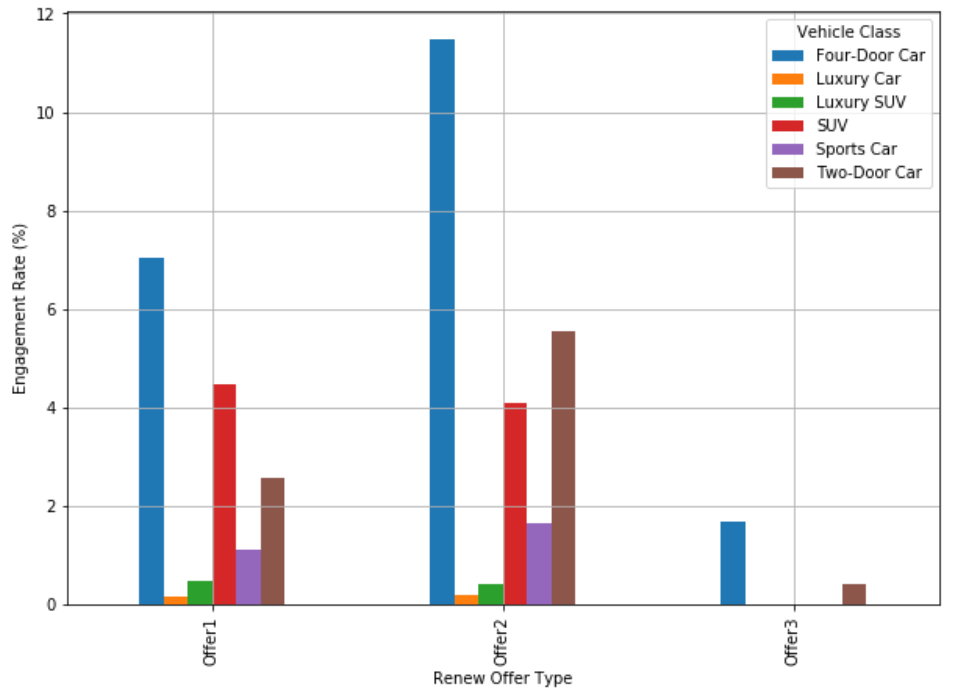 12
10
8
6
4
2
0
Engagement Rate (%)
Vehicle Class
Four-Door Car
Luxury Car
Luxury SUV
SUV
Sports Car
Two-Door Car
Offer1
Offer2
Offer3
Renew Offer Type